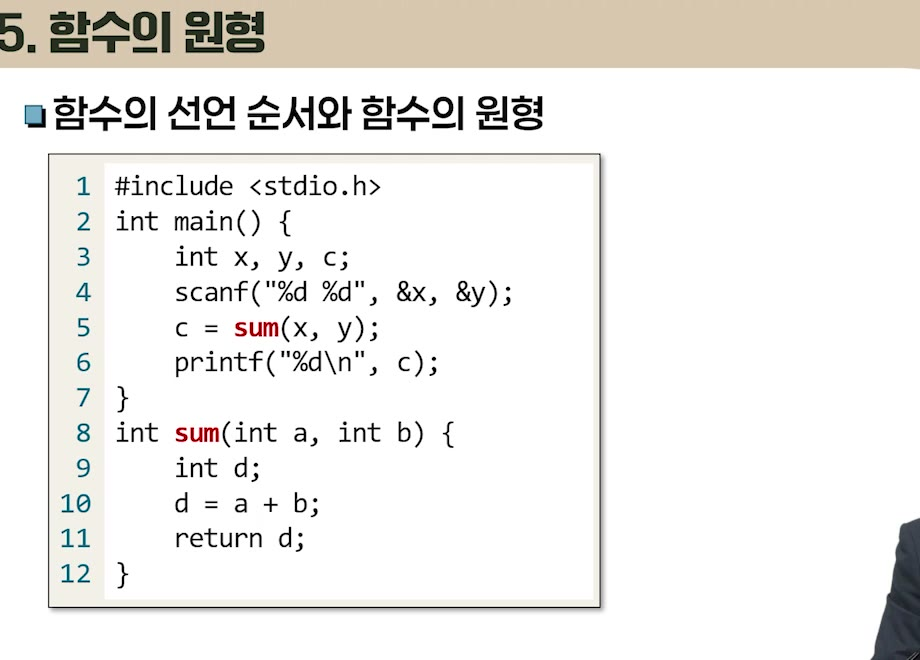 5. 함수의 원형
함수의 선언 순서와 함수의 원형
1 #include <stdio.h>
2 int main() {
3     int x, y, c;
4     scanf("%d %d", &x, &y);
5     c = sum(x, y);
6     printf("%d\n", c);
7 }
8 int sum(int a, int b) {
9     int d;
10     d = a + b;
11     return d;
12 }